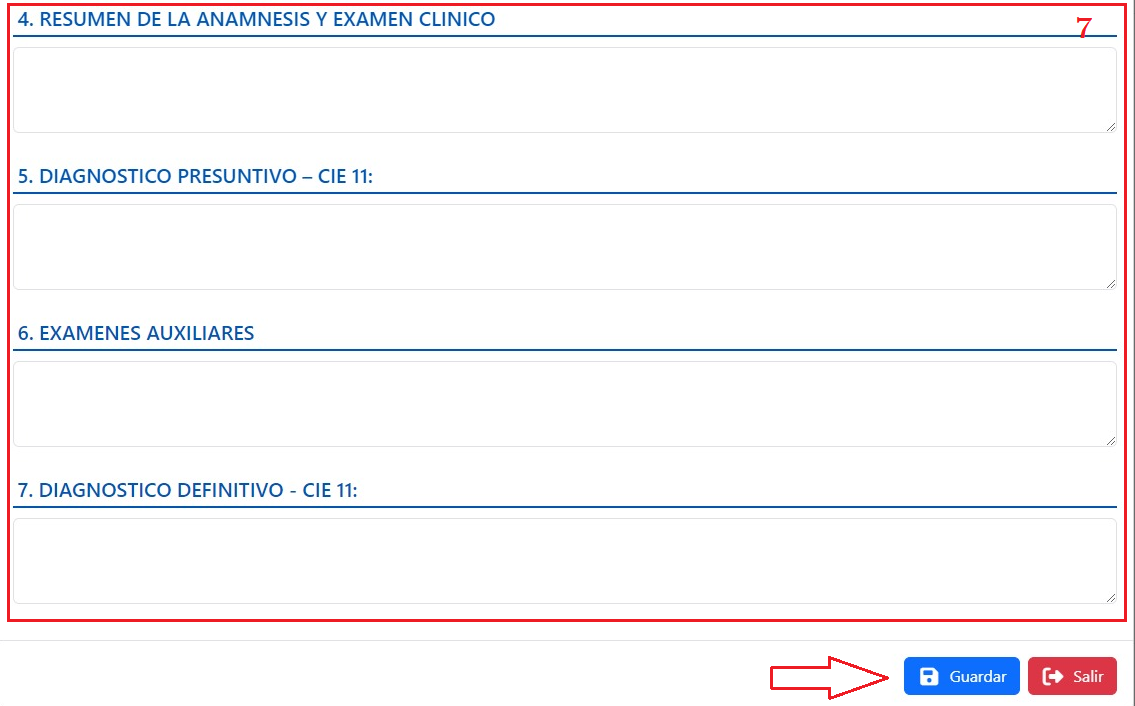 4. RESUMEN DE LA ANAMNESIS Y EXAMEN CLINICO
7
5. DIAGNOSTICO PRESUNTIVO – CIE 11:
6. EXAMENES AUXILIARES
7. DIAGNOSTICO DEFINITIVO - CIE 11:
Guardar Salir